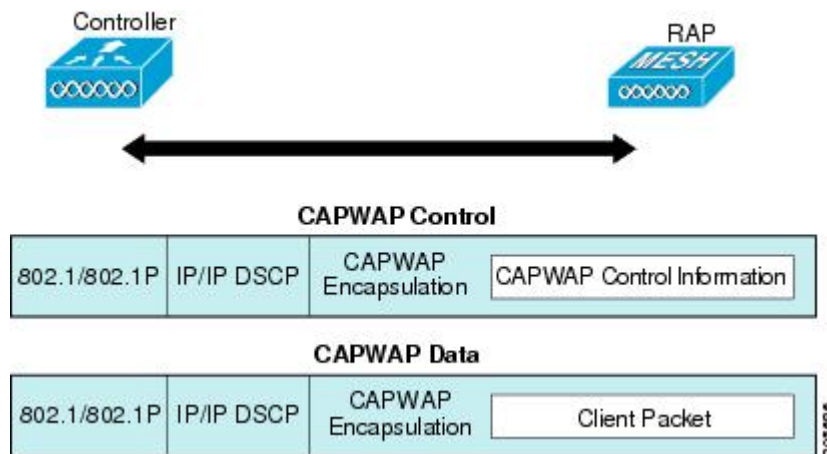 Controller
RAP
MESH
CAPWAP Control
802.1/802.1P IP/IP DSCP CAPWAP Encapsulation CAPWAP Control Information
CAPWAP Data
802.1/802.1P IP/IP DSCP CAPWAP Encapsulation Client Packet